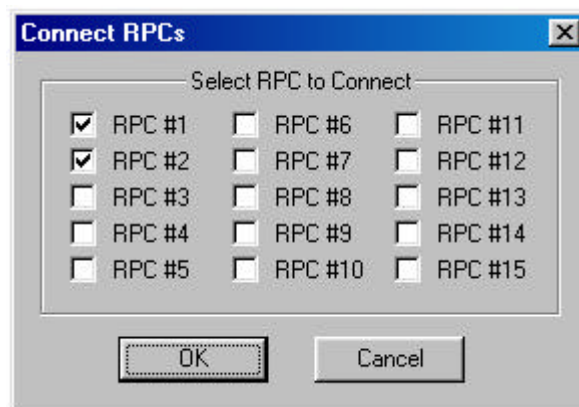 Connect RPCs
Select RPC to Connect
RPC #1 RPC #6 RPC #11
RPC #2 RPC #7 RPC #12
RPC #3 RPC #8 RPC #13
RPC #4 RPC #9 RPC #14
RPC #5 RPC #10 RPC #15
OK Cancel